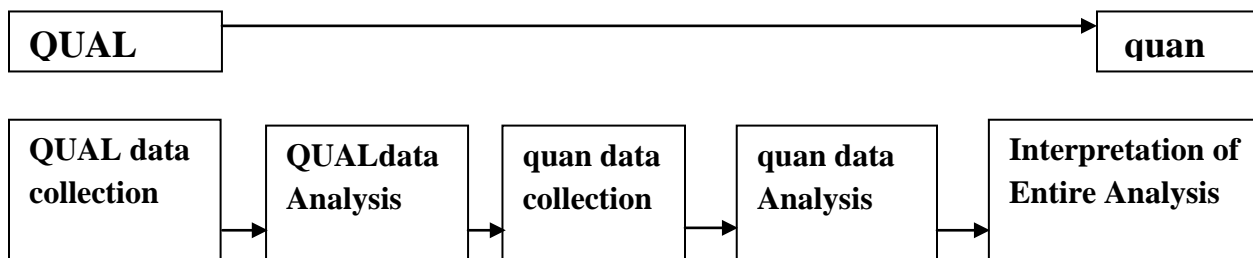 QUAL
quan
QUAL data
collection
QUALdata
Analysis
quan data
collection
quan data
Analysis
Interpretation of
Entire Analysis